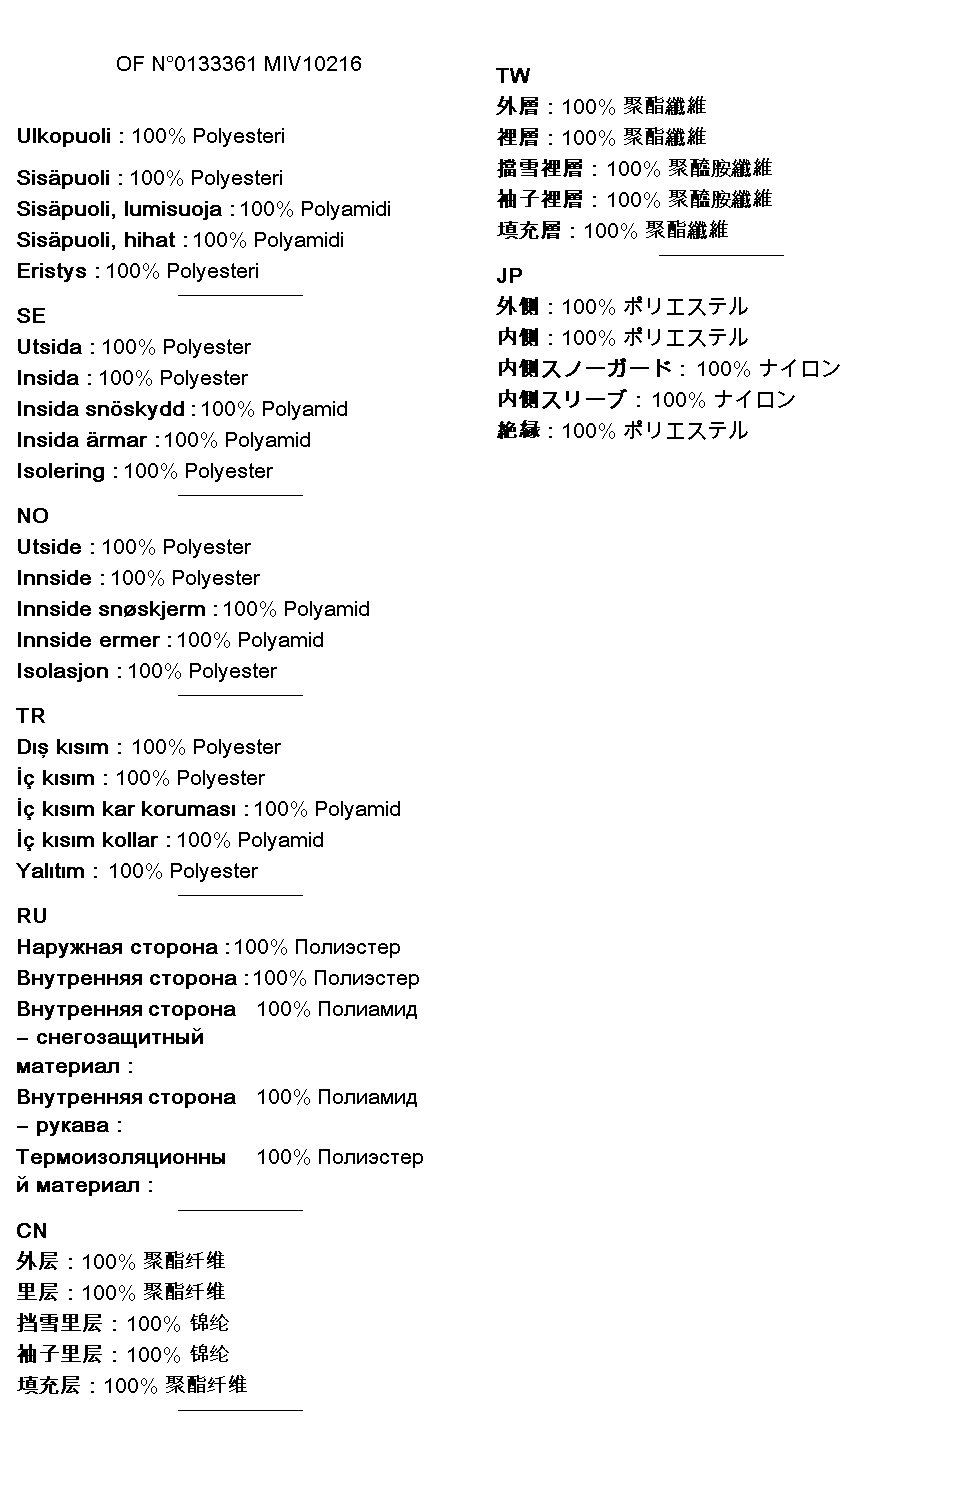 OF N°0133361 MIV10216
Ulkopuoli : 100% Polyesteri
Sisäpuoli : 100% Polyesteri
Sisäpuoli, lumisuoja : 100% Polyamidi
Sisäpuoli, hihat : 100% Polyamidi
Eristys : 100% Polyesteri
SE
Utsida : 100% Polyester
Insida : 100% Polyester
Insida snöskydd : 100% Polyamid
Insida ärmar : 100% Polyamid
Isolering : 100% Polyester
NO
Utside : 100% Polyester
Innside : 100% Polyester
Innside snøskjerm : 100% Polyamid
Innside ermer : 100% Polyamid
Isolasjon : 100% Polyester
TR
Dış kısım : 100% Polyester
İç kısım : 100% Polyester
İç kısım kar koruması : 100% Polyamid
İç kısım kollar : 100% Polyamid
Yalıtım : 100% Polyester
RU
Наружная сторона : 100% Полиэстер
Внутренняя сторона : 100% Полиэстер
Внутренняя сторона 100% Полиамид
– снегозащитный
материал :
Внутренняя сторона 100% Полиамид
– рукава :
Термоизоляционны 100% Полиэстер
й материал :
CN
外层 : 100% 聚酯纤维
里层 : 100% 聚酯纤维
挡雪里层 : 100% 锦纶
袖子里层 : 100% 锦纶
填充层 : 100% 聚酯纤维
TW
外層 : 100% 聚酯纖維
裡層 : 100% 聚酯纖維
擋雪裡層 : 100% 聚醯胺纖維
袖子裡層 : 100% 聚醯胺纖維
填充層 : 100% 聚酯纖維
JP
外側 : 100% ポリエステル
内側 : 100% ポリエステル
内側スノーガード : 100% ナイロン
内側スリーブ : 100% ナイロン
絶縁 : 100% ポリエステル